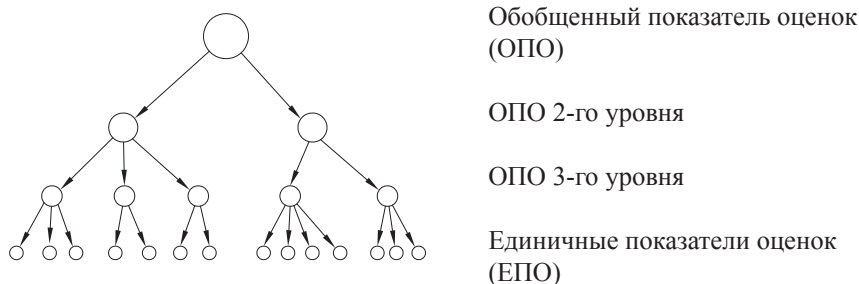 Обобщенный показатель оценок
(ОПО)
ОПО 2-го уровня
ОПО 3-го уровня
Единичные показатели оценок
(ЕПО)